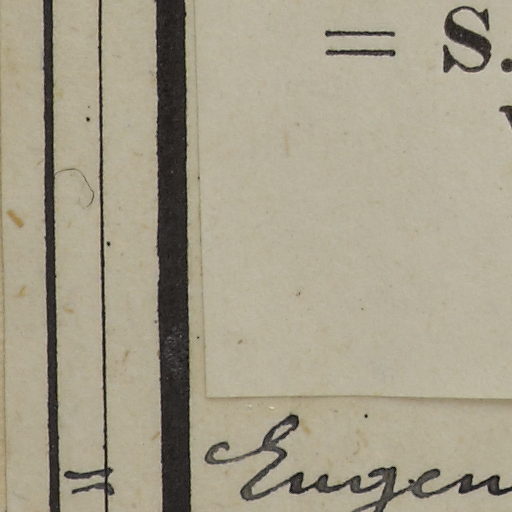 = S.
= Eugen